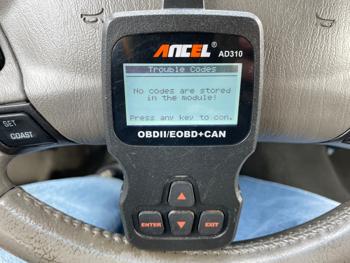 ANCEL®
AD310
Trouble Codes
No codes are stored
in the module!
Press any key to con.
OBDII/EOBD+CAN
SET
COAST
ENTER
EXIT